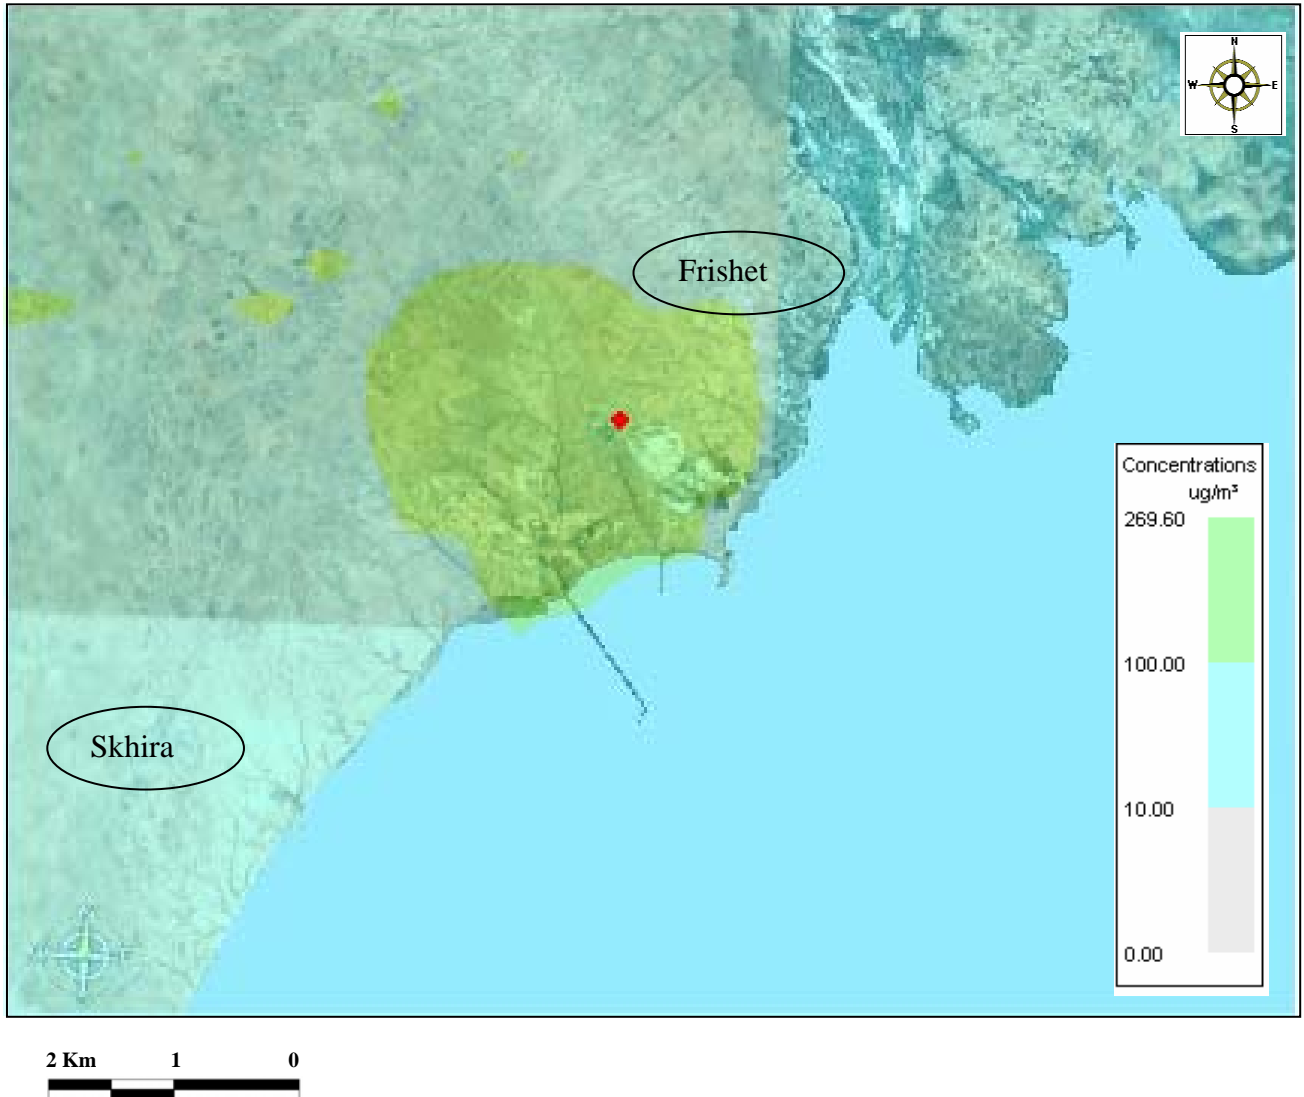 N
W E
S
Frishet
Concentrations
ug/m³
269.60
100.00
10.00
0.00
Skhira
2 Km 1 0